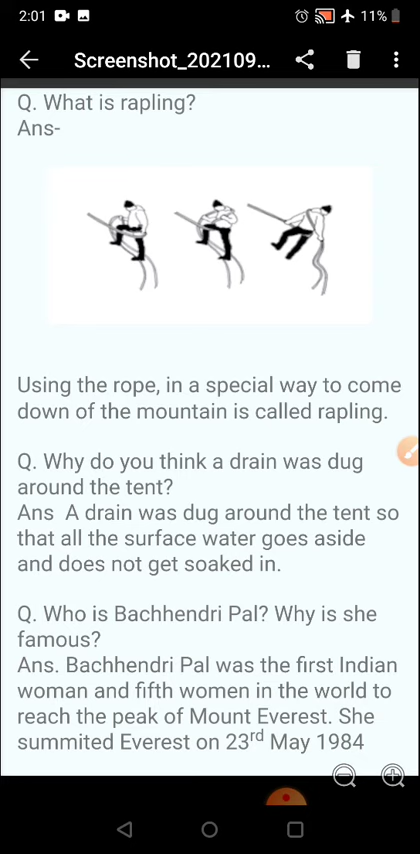 2:01
11%
Screenshot_202109...
Q. What is rapling?
Ans-
Using the rope, in a special way to come
down of the mountain is called rapling.
Q. Why do you think a drain was dug
around the tent?
Ans  A drain was dug around the tent so
that all the surface water goes aside
and does not get soaked in.
Q. Who is Bachhendri Pal? Why is she
famous?
Ans. Bachhendri Pal was the first Indian
woman and fifth women in the world to
reach the peak of Mount Everest. She
summited Everest on 23rd May 1984